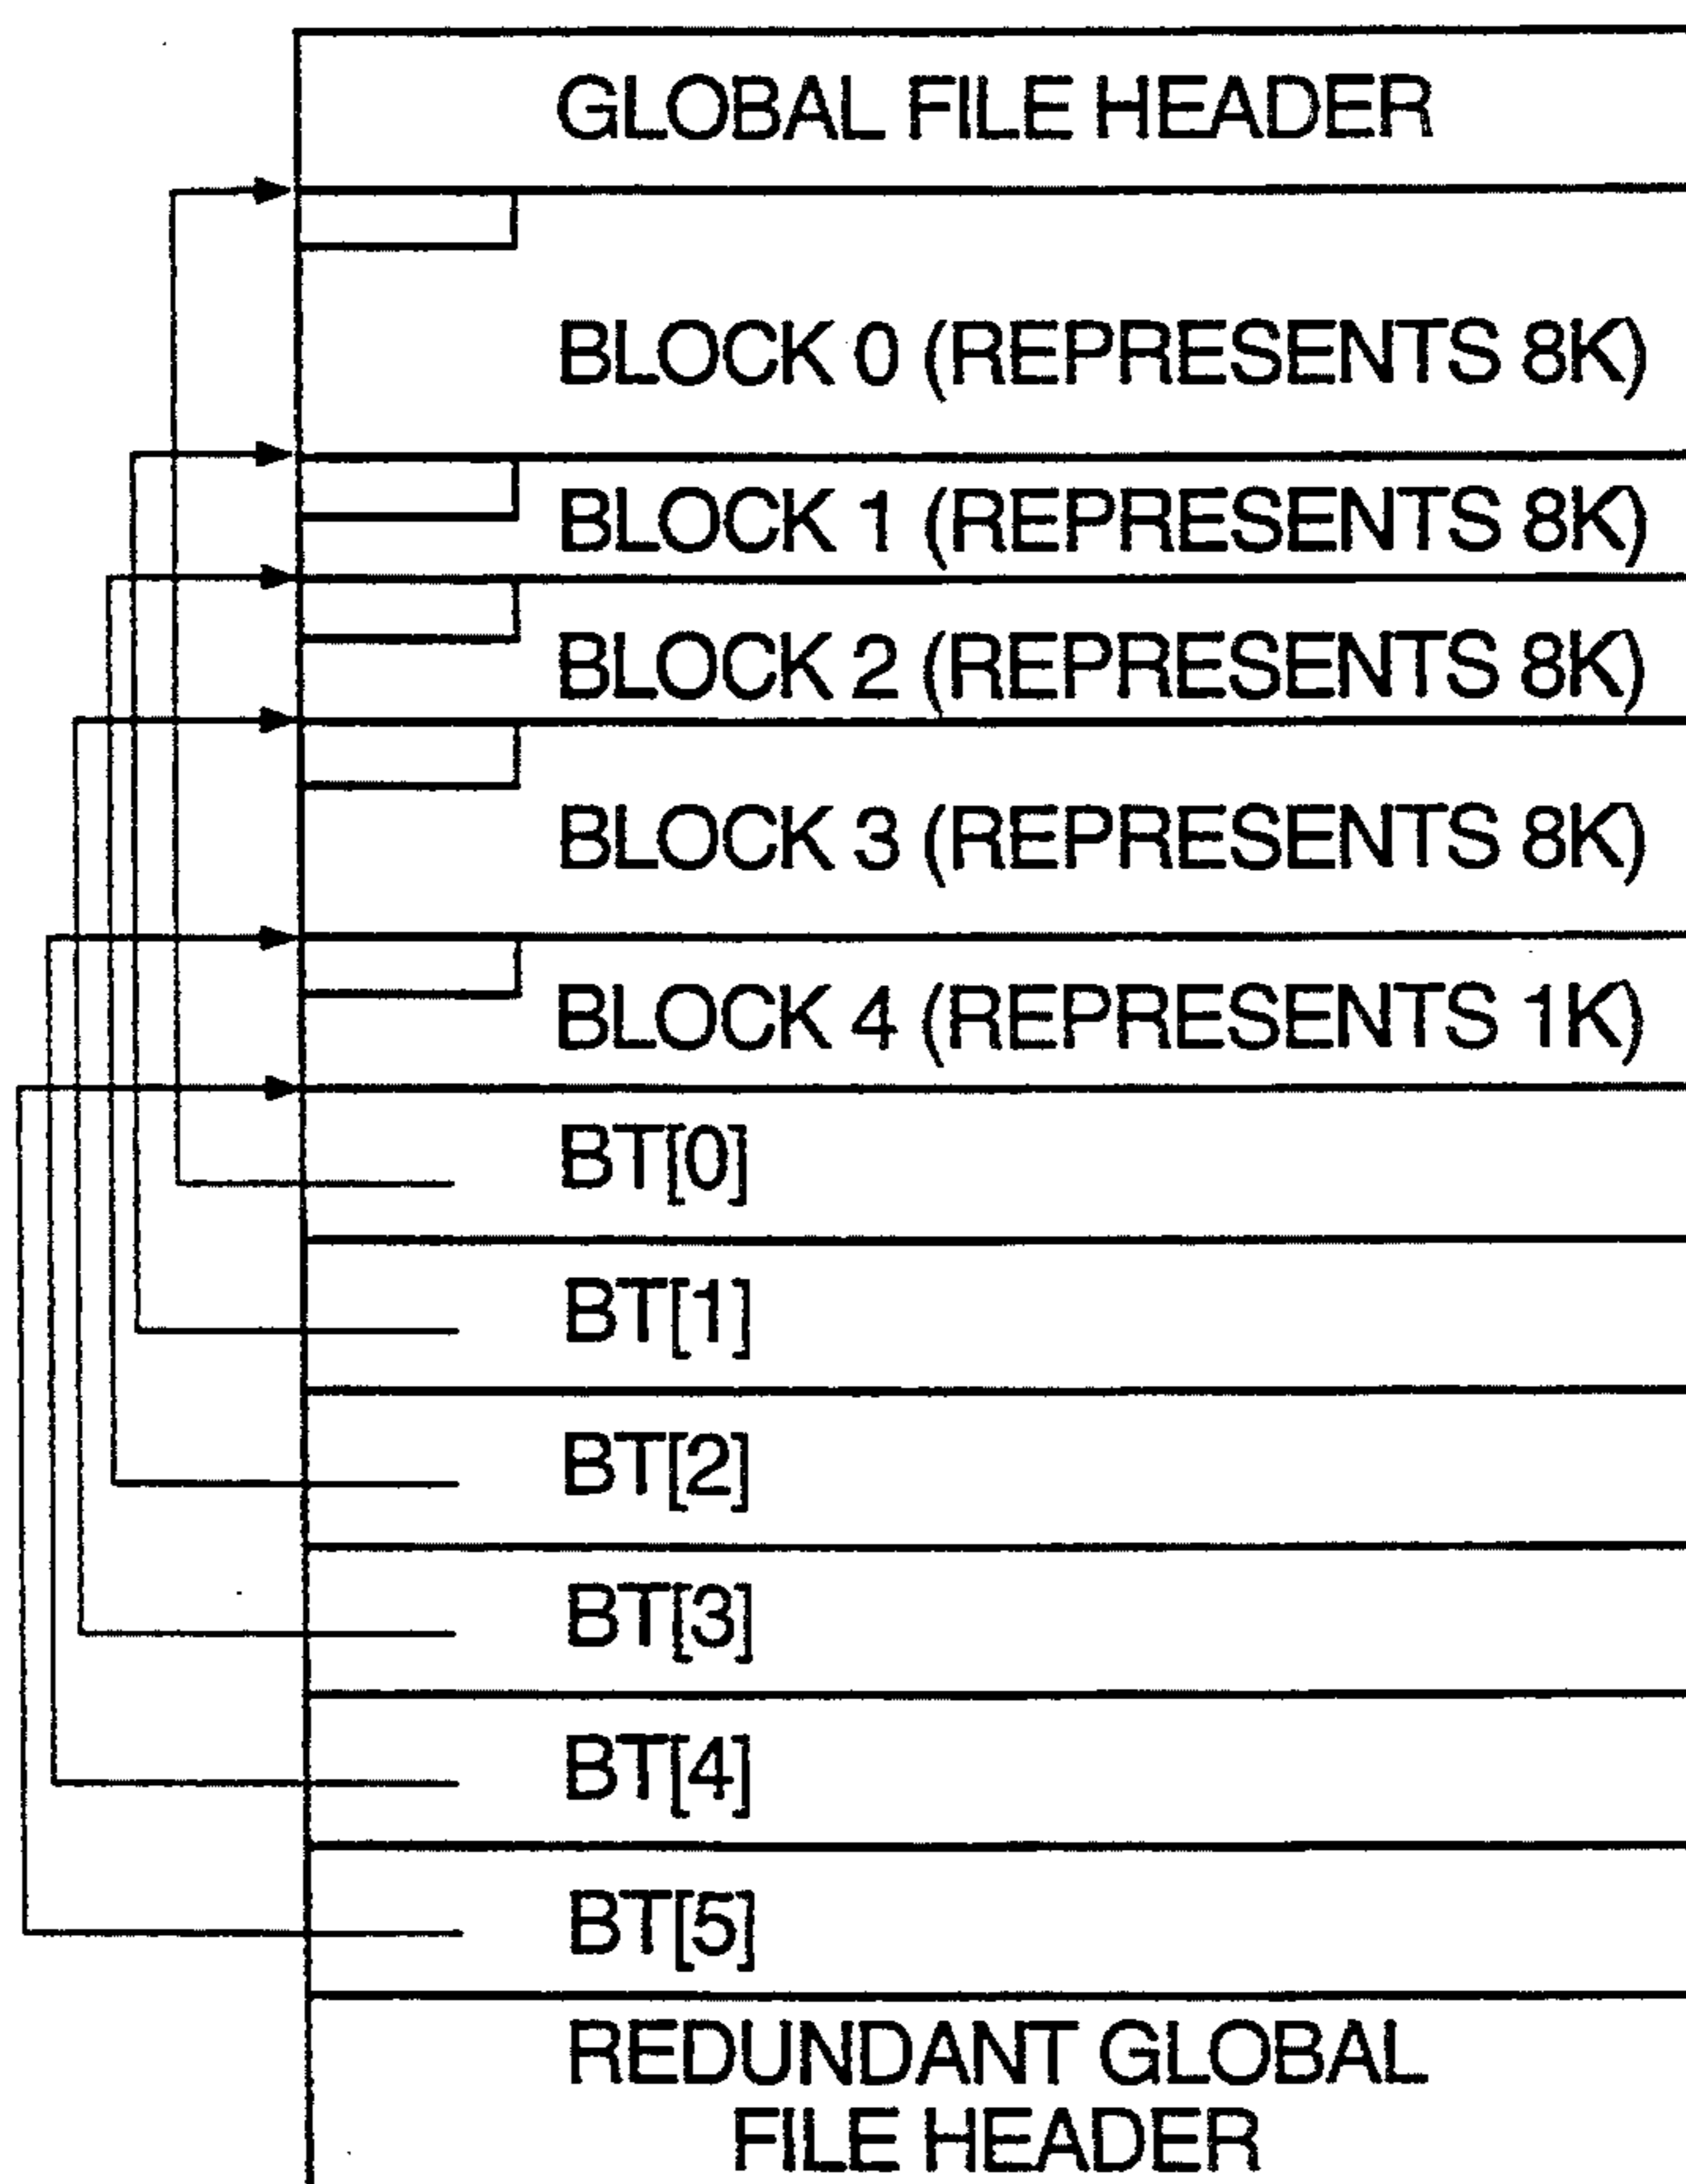 GLOBAL FILE HEADER
BLOCK 0 (REPRESENTS 8K)
BLOCK 1 (REPRESENTS 8K)
BLOCK 2 (REPRESENTS 8K)
BLOCK 3 (REPRESENTS 8K)
BLOCK 4 (REPRESENTS 1K)
BT[0]
BT[1]
BT[2]
BT[3]
BT[4]
BT[5]
REDUNDANT GLOBAL
FILE HEADER